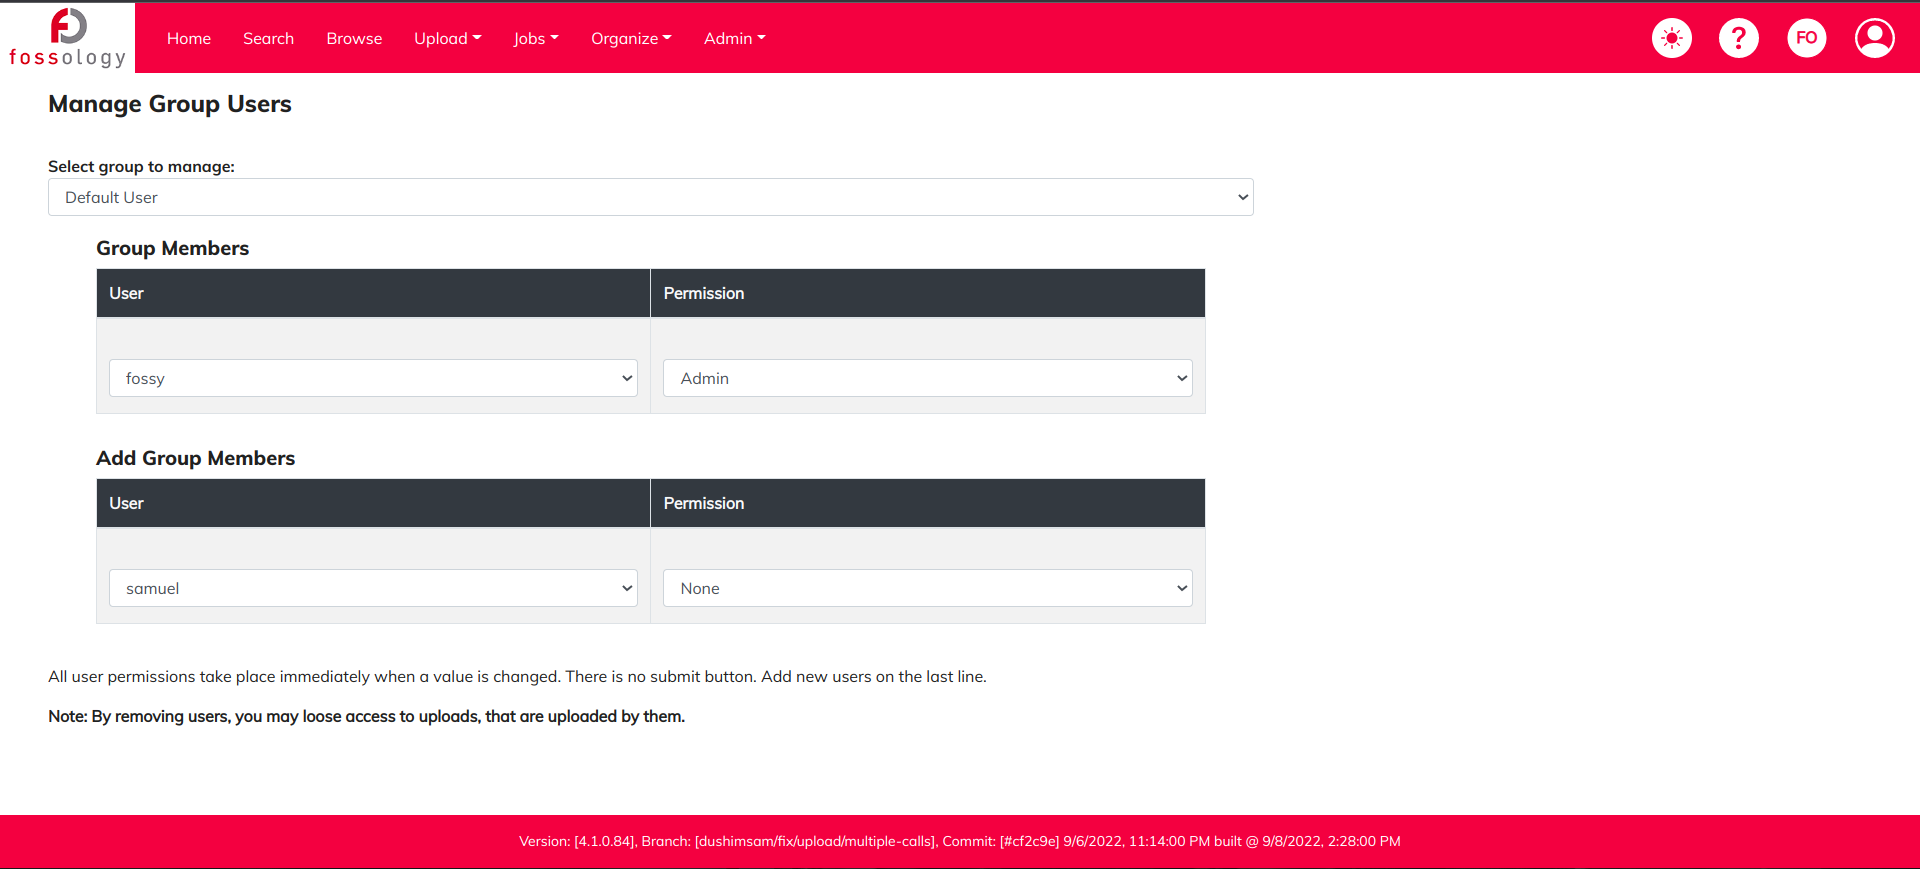 fossology
Home Search Browse Upload Jobs Organize Admin ? FO
Manage Group Users
Select group to manage:
Default User
Group Members
User Permission
fossy Admin
Add Group Members
User Permission
samuel None
All user permissions take place immediately when a value is changed. There is no submit button. Add new users on the last line.
Note: By removing users, you may loose access to uploads, that are uploaded by them.
Version: [4.1.0.84], Branch: [dushimsam/fix/upload/multiple-calls], Commit: [#cf2c9e] 9/6/2022, 11:14:00 PM built @ 9/8/2022, 2:28:00 PM